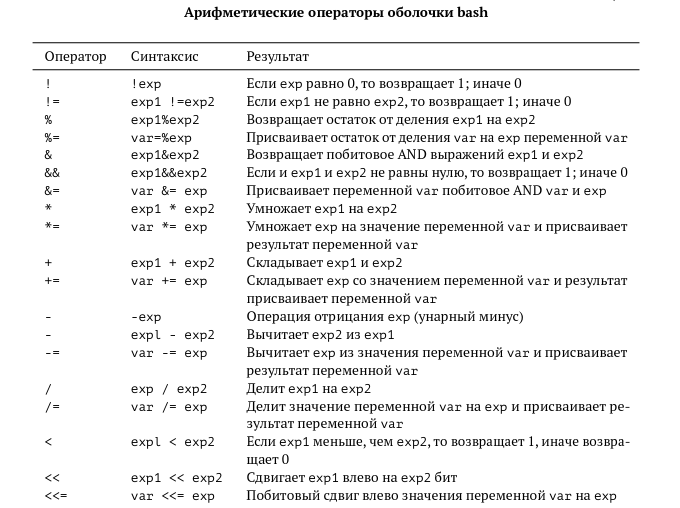 Арифметические операторы оболочки bash
Оператор Синтаксис Результат
! !exp Если exp равно 0, то возвращает 1; иначе 0
!= exp1 !=exp2 Если exp1 не равно exp2, то возвращает 1; иначе 0
% exp1%exp2 Возвращает остаток от деления exp1 на exp2
%= var=%exp Присваивает остаток от деления var на exp переменной var
& exp1&exp2 Возвращает побитовое AND выражений exp1 и exp2
&& exp1&&exp2 Если и exp1 и exp2 не равны нулю, то возвращает 1; иначе 0
&= var &= exp Присваивает переменной var побитовое AND var и exp
* exp1 * exp2 Умножает exp1 на exp2
*= var *= exp Умножает exp на значение переменной var и присваивает
результат переменной var
+ exp1 + exp2 Складывает exp1 и exp2
+= var += exp Складывает exp со значением переменной var и результат
присваивает переменной var
- -exp Операция отрицания exp (унарный минус)
- expl - exp2 Вычитает exp2 из exp1
-= var -= exp Вычитает exp из значения переменной var и присваивает
результат переменной var
/ exp / exp2 Делит exp1 на exp2
/= var /= exp Делит значение переменной var на exp и присваивает ре-
зультат переменной var
< expl < exp2 Если exp1 меньше, чем exp2, то возвращает 1, иначе возвра-
щает 0
<< exp1 << exp2 Сдвигает exp1 влево на exp2 бит
<<= var <<= exp Побитовый сдвиг влево значения переменной var на exp